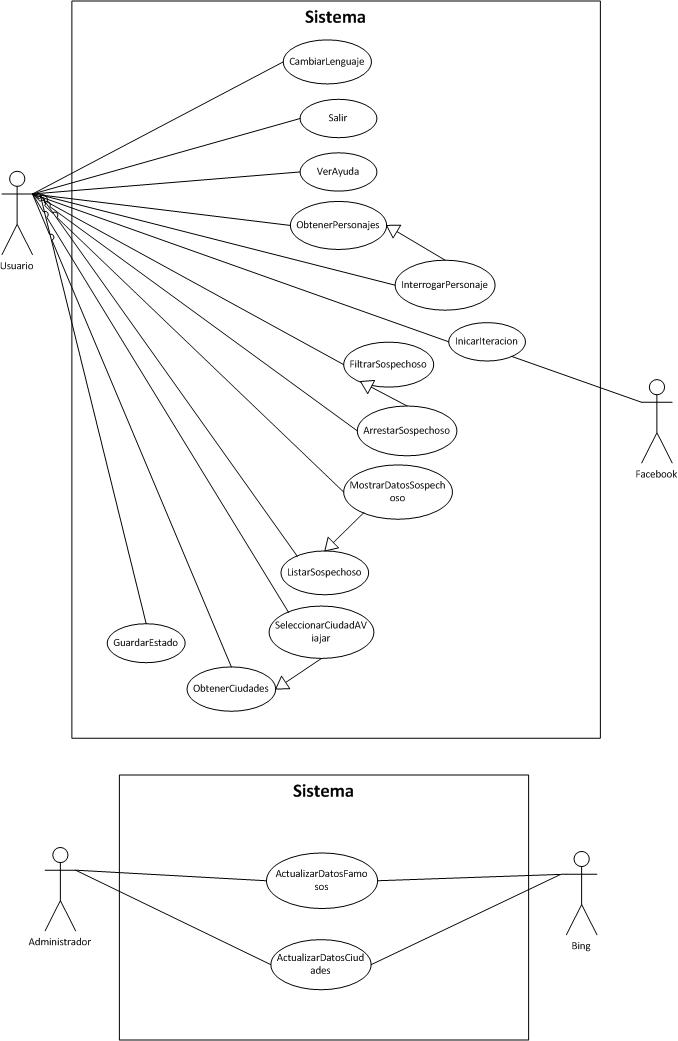 Sistema
CambiarLenguaje
Salir
VerAyuda
ObtenerPersonajes
Usuario
InterrogarPersonaje
InicarIteracion
FiltrarSospechoso
ArrestarSospechoso
Facebook
MostrarDatosSospech
oso
ListarSospechoso
SeleccionarCiudadAV
iajar
GuardarEstado
ObtenerCiudades
Sistema
ActualizarDatosFamo
sos
Administrador
Bing
ActualizarDatosCiud
ades